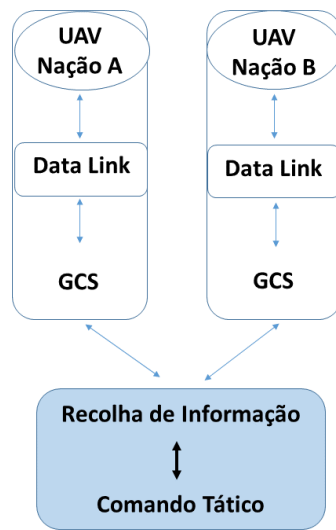 UAV
Nação A
Data Link
GCS
UAV
Nação B
Data Link
GCS
Recolha de Informação
Comando Tático